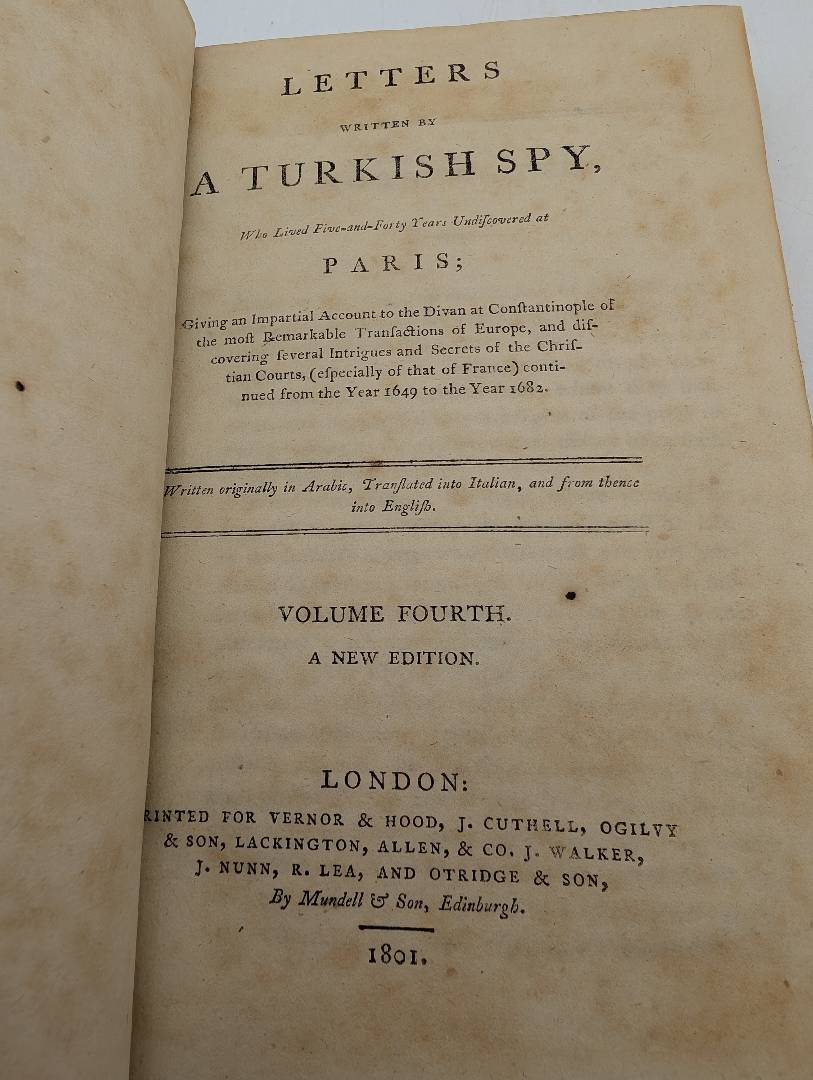 LETTERS
WRITTEN BY
A TURKISH SPY,
Who Lived Five-and-Forty Years Undiſcovered at
PARIS;
Giving an Impartial Account to the Divan at Conſtantinople of
the moſt Remarkable Tranſactions of Europe, and diſ-
covering ſeveral Intrigues and Secrets of the Chriſ-
tian Courts, (eſpecially of that of France) conti-
nued from the Year 1649 to the Year 1682.
Written originally in Arabic, Tranſlated into Italian, and from thence
into Engliſh.
VOLUME FOURTH.
A NEW EDITION.
LONDON:
RINTED FOR VERNOR & HOOD, J. CUTHELL, OGILVY
& SON, LACKINGTON, ALLEN, & CO. J. WALKER,
J. NUNN, R. LEA, AND OTRIDGE & SON,
By Mundell & Son, Edinburgh.
1801.